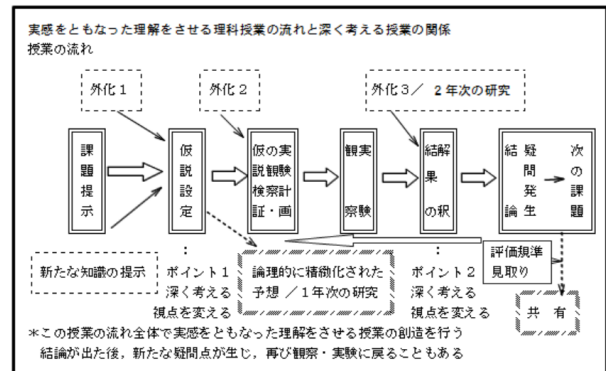 実感をともなった理解をさせる理科授業の流れと深く考える授業の関係
授業の流れ
外化1
外化2
外化3/ 2年次の研究
課題提示
仮説設定
仮説検証
の観察・
実験計画
観察
実験
結果の
解釈
結論
疑問発生
次の課題
新たな知識の提示
:
ポイント1
深く考える
視点を変える
論理的に精緻化された
予想 /1年次の研究
:
ポイント2
深く考える
視点を変える
評価規準
見取り
共 有
*この授業の流れ全体で実感をともなった理解をさせる授業の創造を行う
結論が出た後,新たな疑問点が生じ,再び観察・実験に戻ることもある